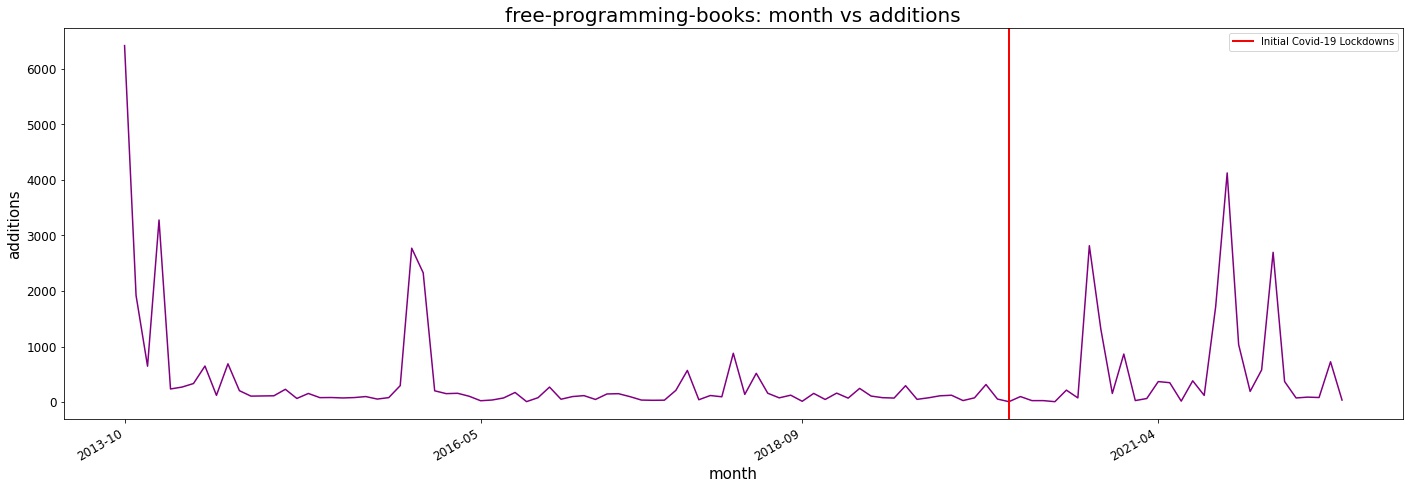 free-programming-books: month vs additions
Initial Covid-19 Lockdowns
6000
5000
4000
3000
2000
1000
0
additions
2013-10
2016-05
2018-09
2021-04
month